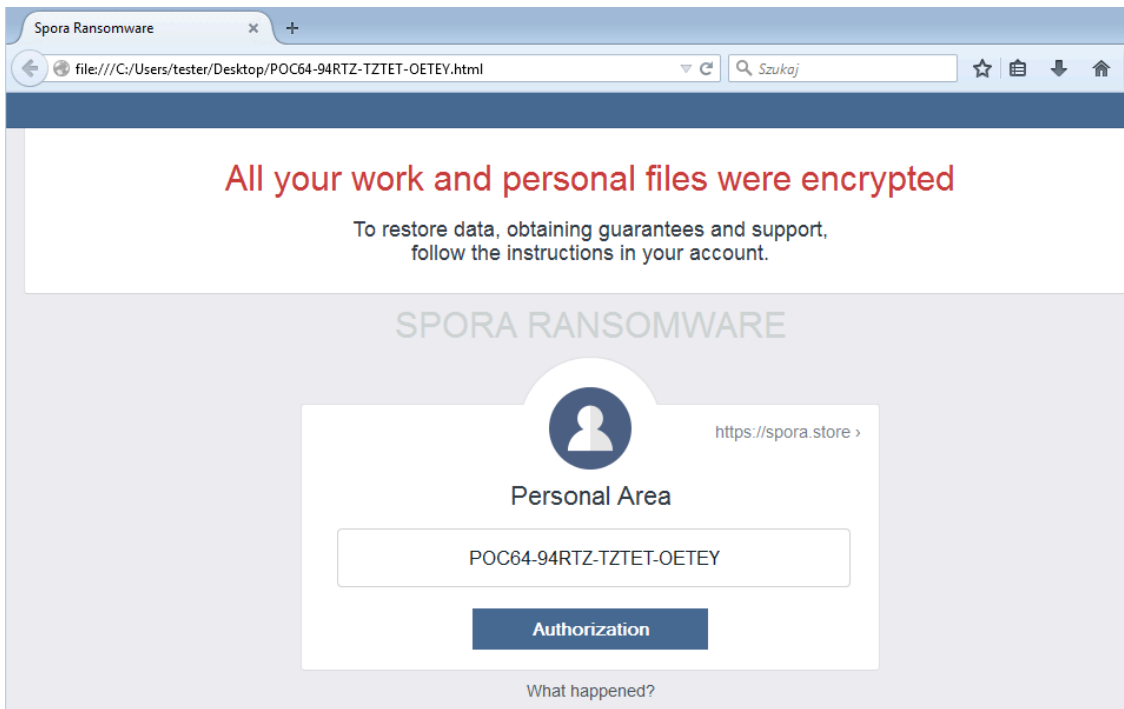 Spora Ransomware
file:///C:/Users/tester/Desktop/POC64-94RTZ-TZTET-OETEY.html
Szukaj
All your work and personal files were encrypted
To restore data, obtaining guarantees and support,
follow the instructions in your account.
SPORA RANSOMWARE
https://spora.store ›
Personal Area
POC64-94RTZ-TZTET-OETEY
Authorization
What happened?